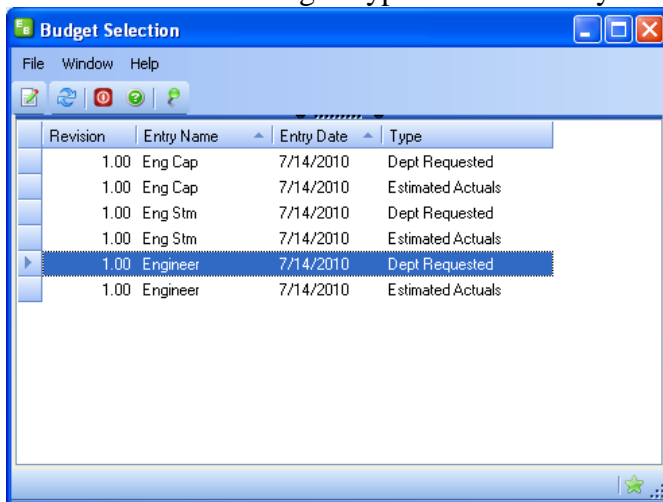 Budget Selection
File Window Help
Revision Entry Name Entry Date Type
1.00 Eng Cap 7/14/2010 Dept Requested
1.00 Eng Cap 7/14/2010 Estimated Actuals
1.00 Eng Stm 7/14/2010 Dept Requested
1.00 Eng Stm 7/14/2010 Estimated Actuals
1.00 Engineer 7/14/2010 Dept Requested
1.00 Engineer 7/14/2010 Estimated Actuals